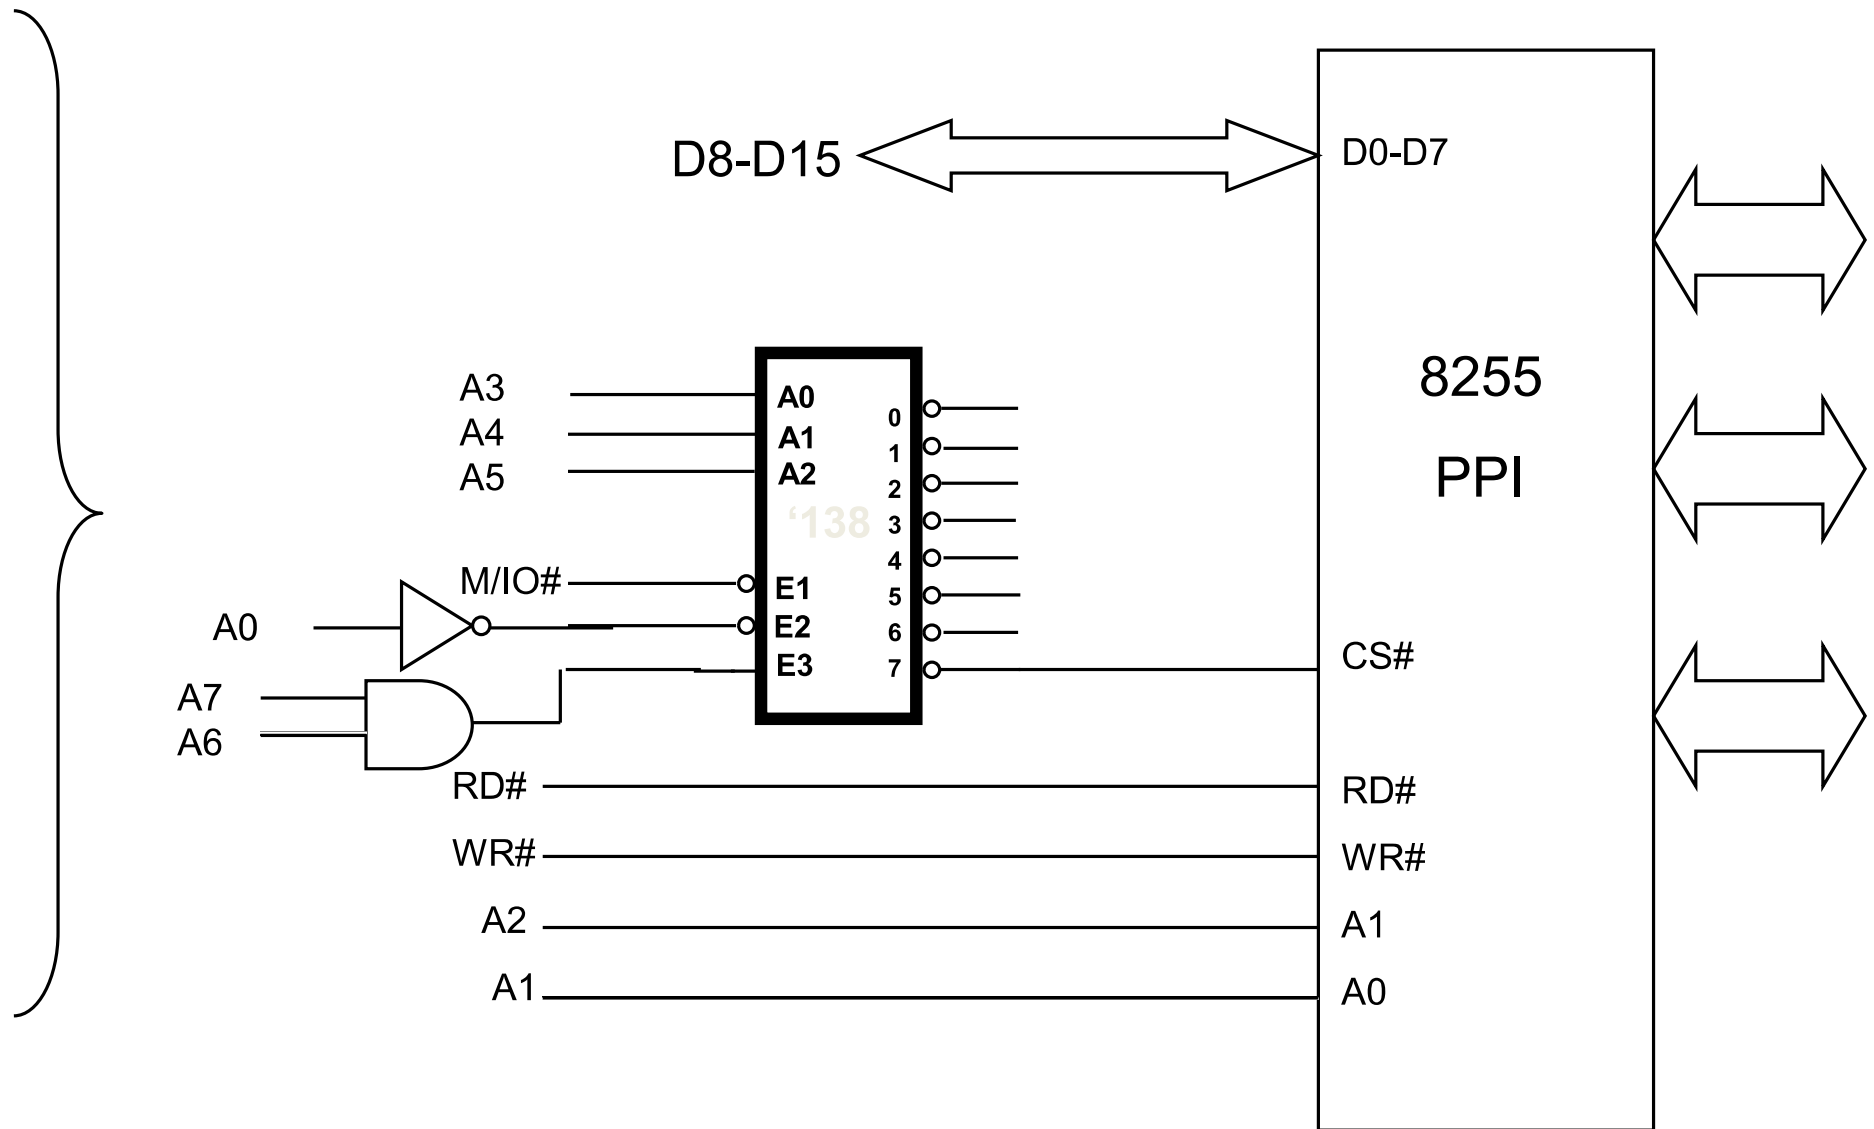 D8-D15
D0-D7
8255
PPI
A3
A4
A5
M/IO#
A0
A7
A6
A0
A1
A2
‘138
E1
E2
E3
0
1
2
3
4
5
6
7
CS#
RD#
RD#
WR#
WR#
A2
A1
A1
A0